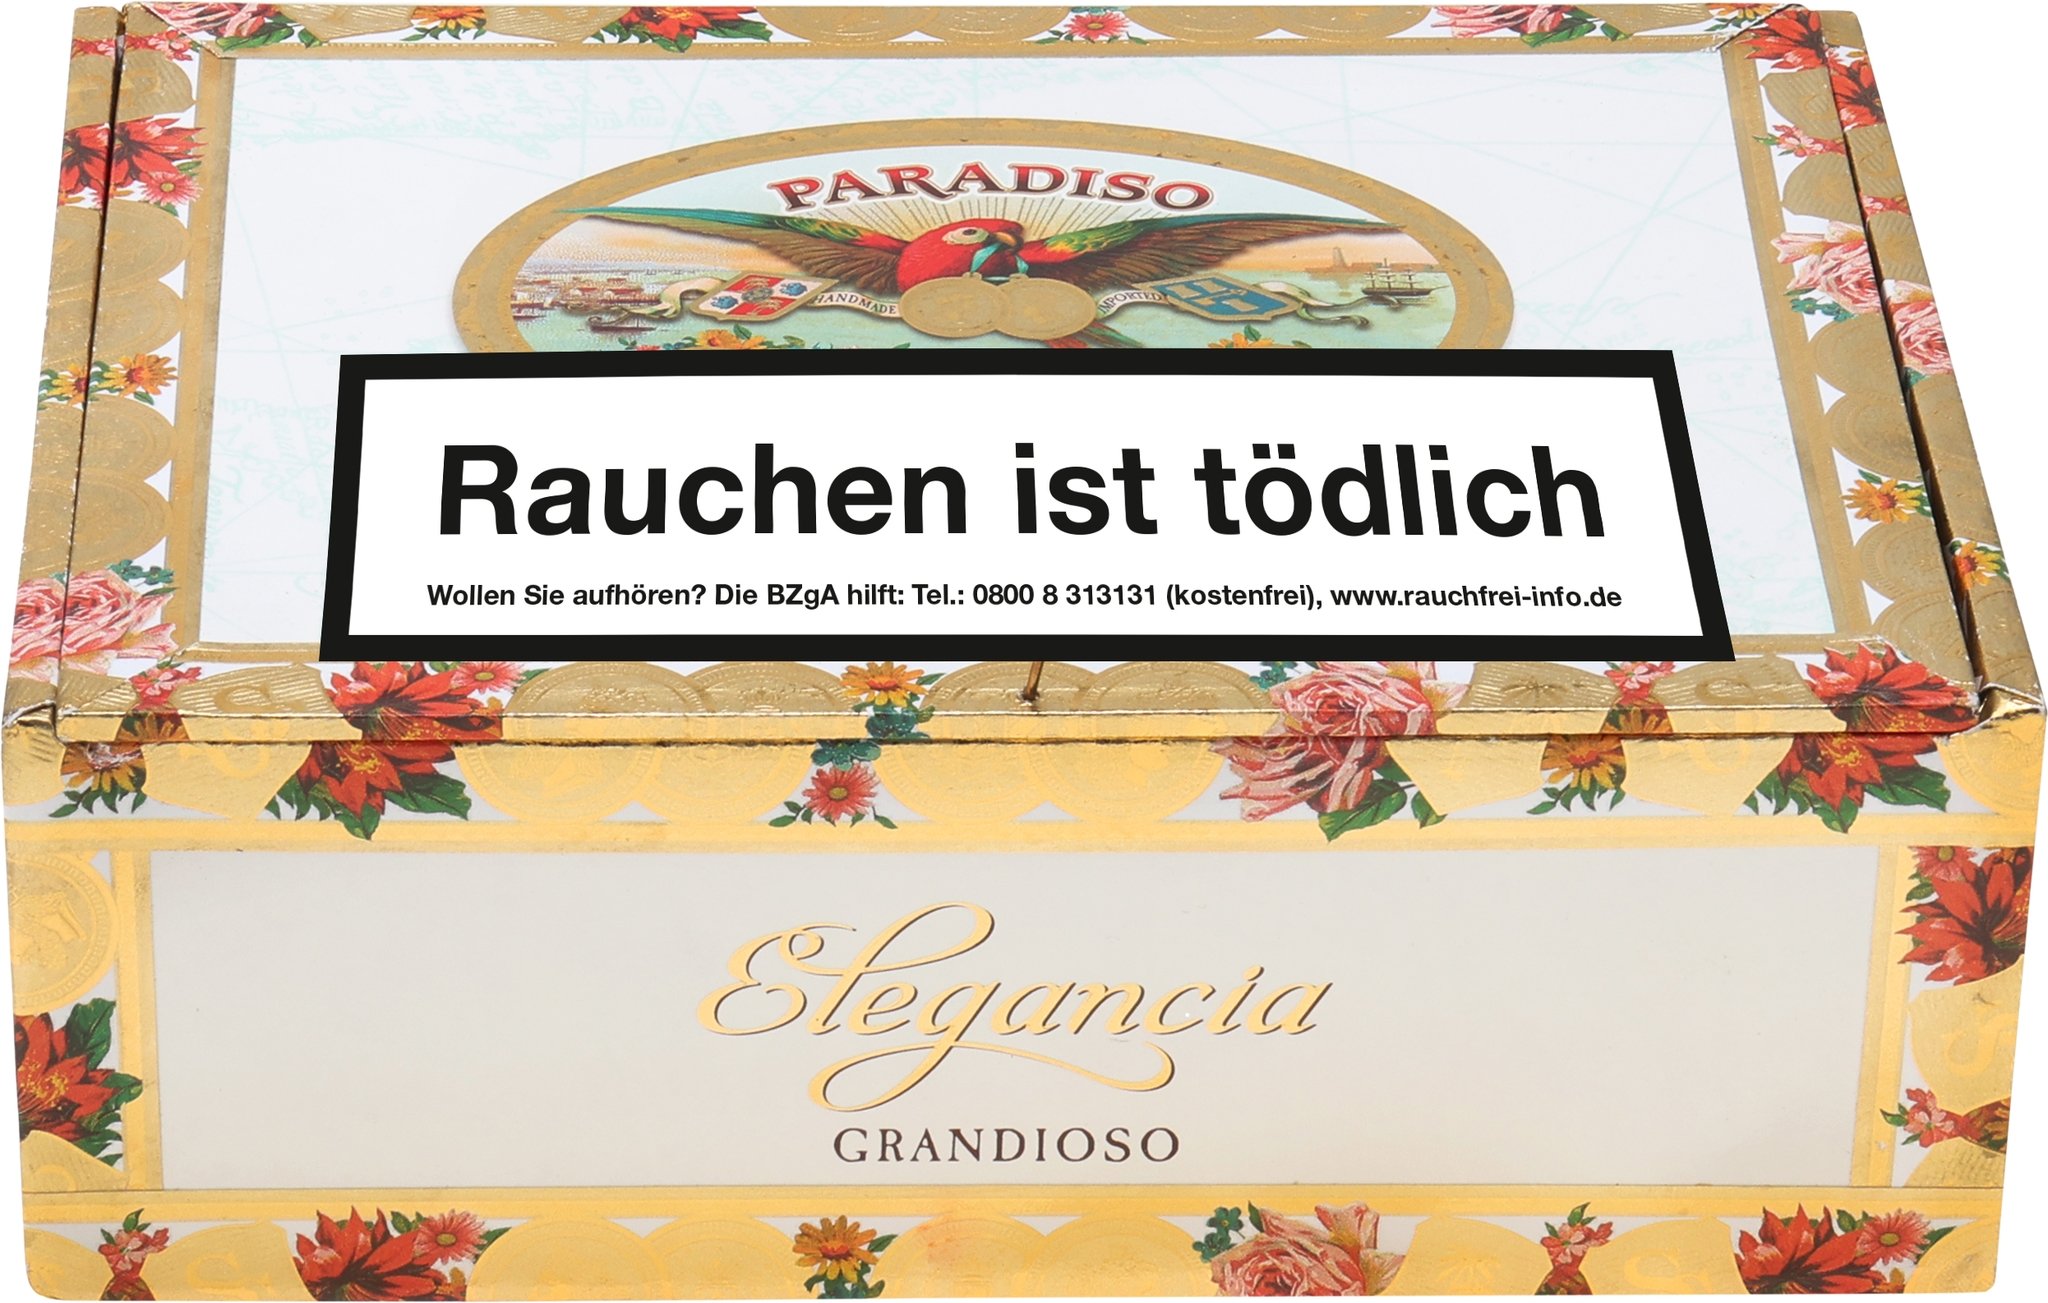 PARADISO
HANDMADE
IMPORTED
Rauchen ist tödlich
Wollen Sie aufhören? Die BZgA hilft: Tel.: 0800 8 313131 (kostenfrei), www.rauchfrei-info.de
Elegancia
GRANDIOSO